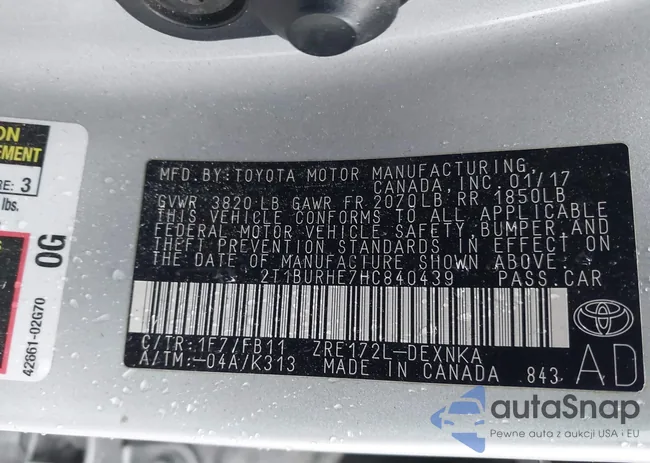 ON
EMENT
RE: 3
lbs.
OG
42861-02G70
MFD.BY:TOYOTA MOTOR MANUFACTURING
CANADA, INC. 01/17
GVWR 3820 LB GAWR FR 2070LB RR 1850LB
THIS VEHICLE CONFORMS TO ALL APPLICABLE
FEDERAL MOTOR VEHICLE SAFETY, BUMPER, AND
THEFT PREVENTION STANDARDS IN EFFECT ON
THE DATE OF MANUFACTURE SHOWN ABOVE.
2T1BURHE7HC840439 PASS.CAR
C/TR:1F7/FB11 ZRE172L-DEXNKA
A/TM:-04A/K313 MADE IN CANADA 843
AD
autaSnap
Pewne auta z aukcji USA i EU